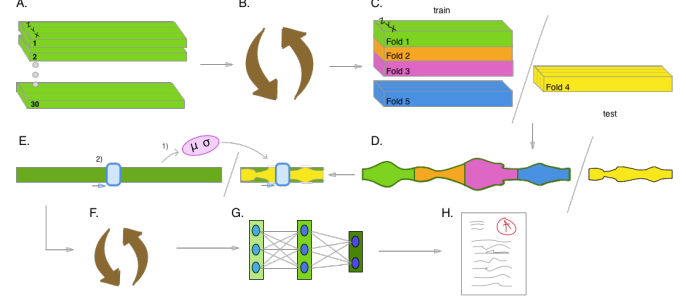 A.
B.
C.
train
Z Y X
1
2
30
Z Y X
Fold 1
Fold 2
Fold 3
Fold 5
Fold 4
test
E.
1)
μ σ
2)
D.
F.
G.
H.
A